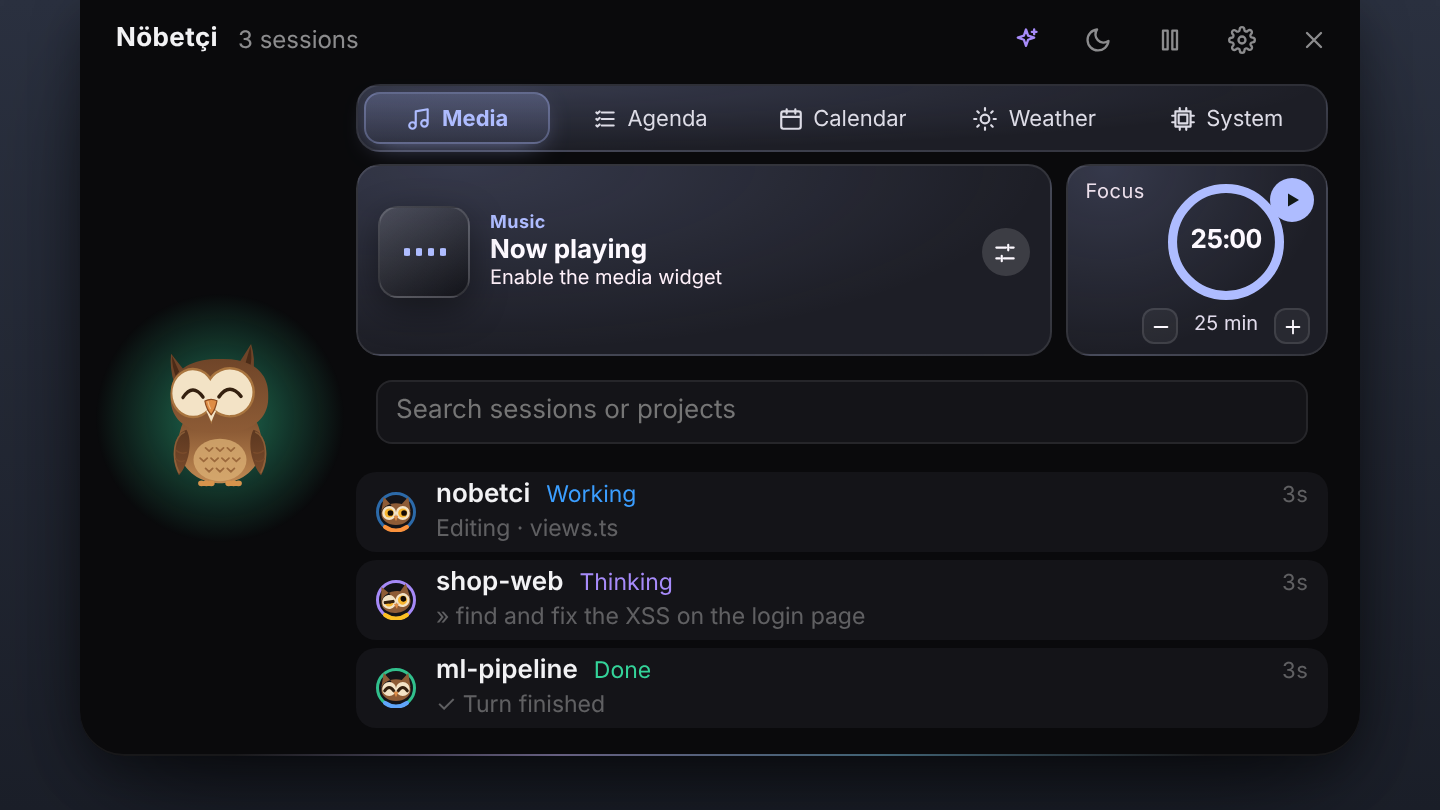 Nöbetçi 3 sessions
Media Agenda Calendar Weather System
Music
Now playing
Enable the media widget
Focus
25:00
25 min
Search sessions or projects
nobetci Working 3s
Editing · views.ts
shop-web Thinking 3s
» find and fix the XSS on the login page
ml-pipeline Done 3s
✓ Turn finished